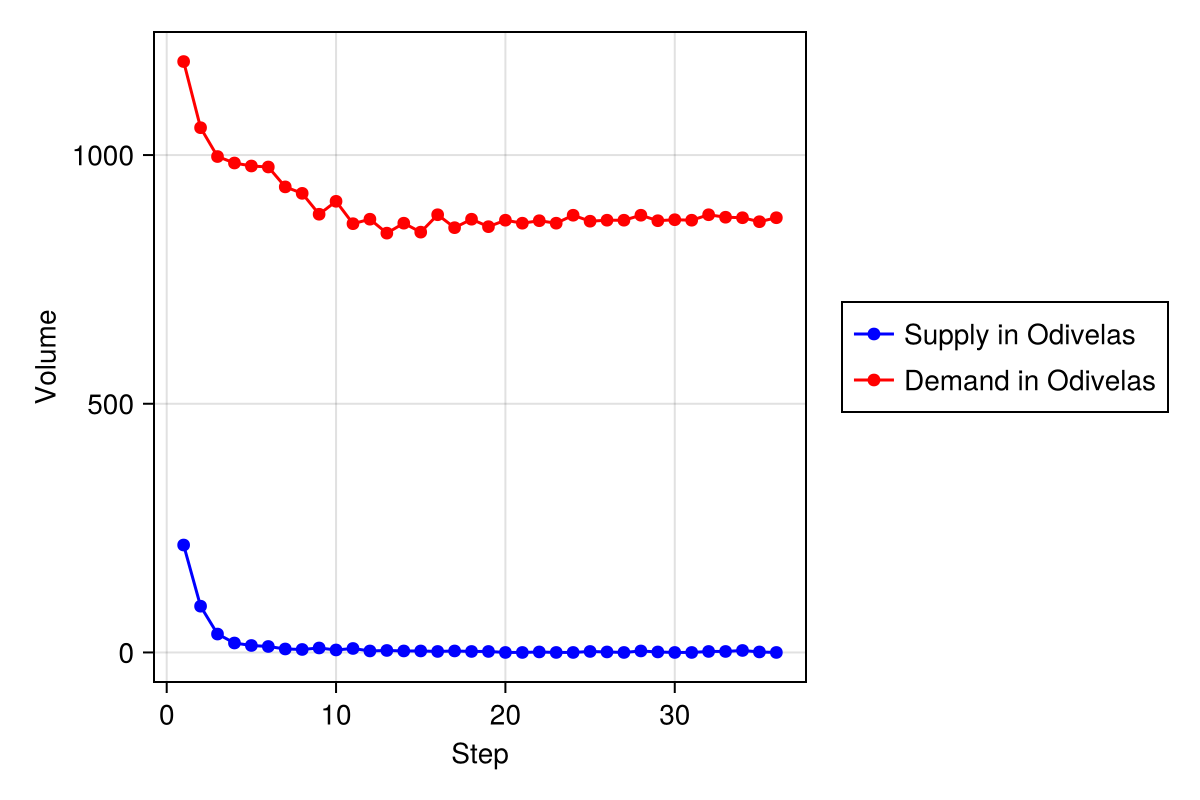 Volume
1000
500
0
0 10 20 30
Step
Supply in Odivelas
Demand in Odivelas